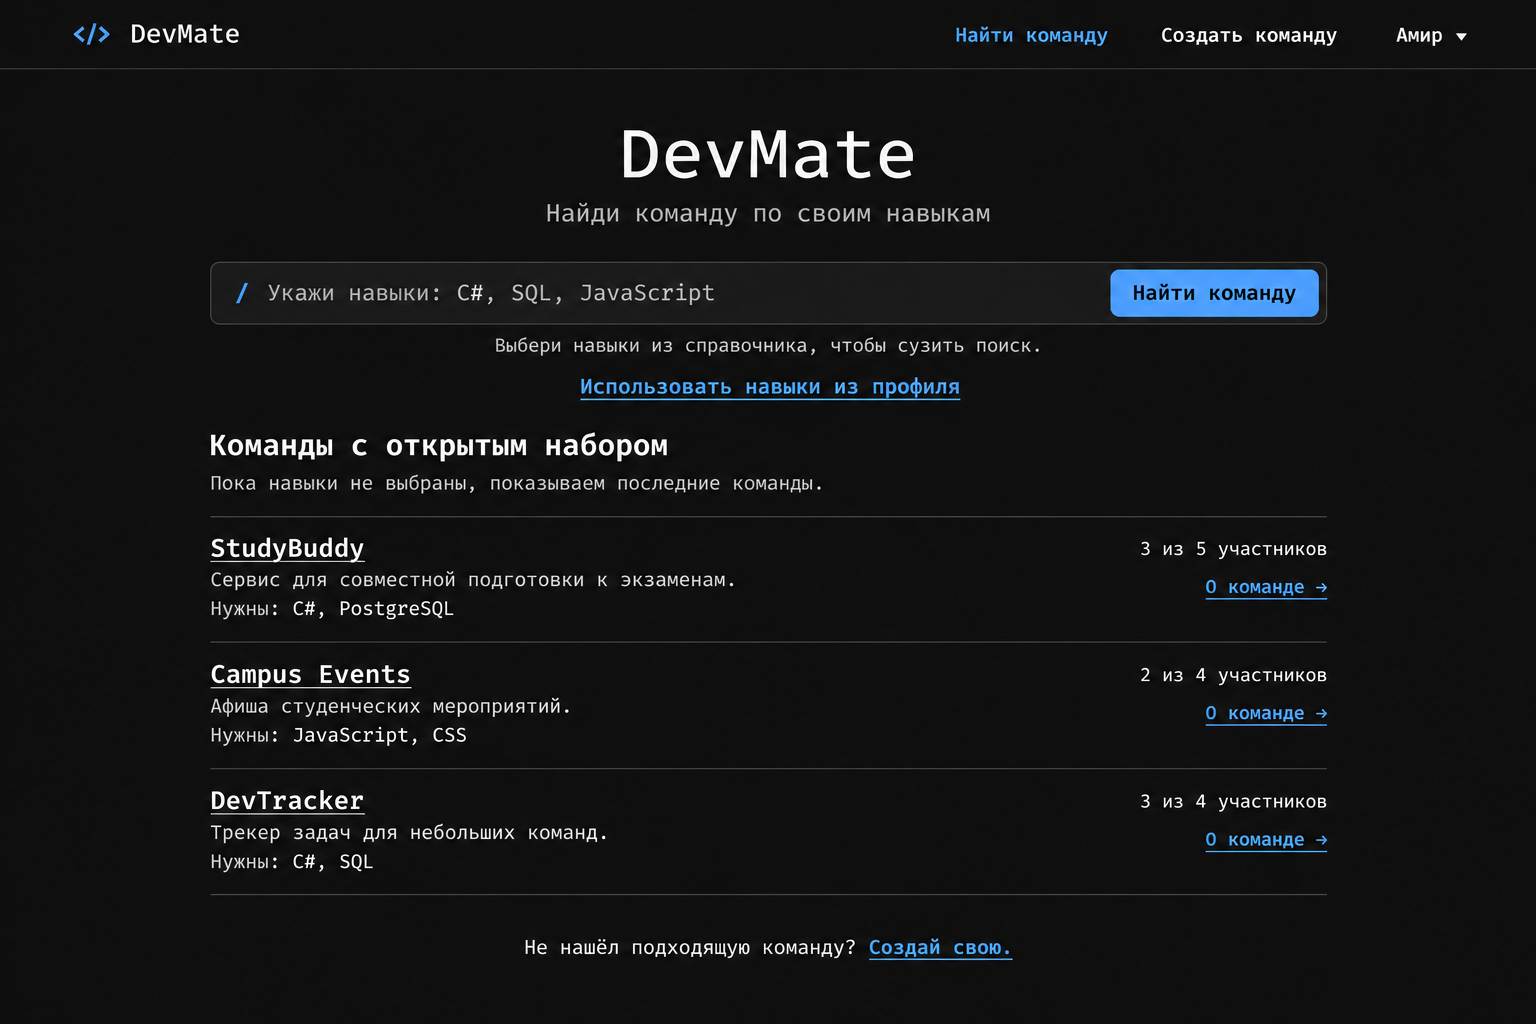 </> DevMate
Найти команду
Создать команду
Амир ▼
DevMate
Найди команду по своим навыкам
/ Укажи навыки: C#, SQL, JavaScript
Найти команду
Выбери навыки из справочника, чтобы сузить поиск.
Использовать навыки из профиля
Команды с открытым набором
Пока навыки не выбраны, показываем последние команды.
StudyBuddy
3 из 5 участников
Сервис для совместной подготовки к экзаменам.
О команде →
Нужны: C#, PostgreSQL
Campus Events
2 из 4 участников
Афиша студенческих мероприятий.
О команде →
Нужны: JavaScript, CSS
DevTracker
3 из 4 участников
Трекер задач для небольших команд.
О команде →
Нужны: C#, SQL
Не нашёл подходящую команду? Создай свою.